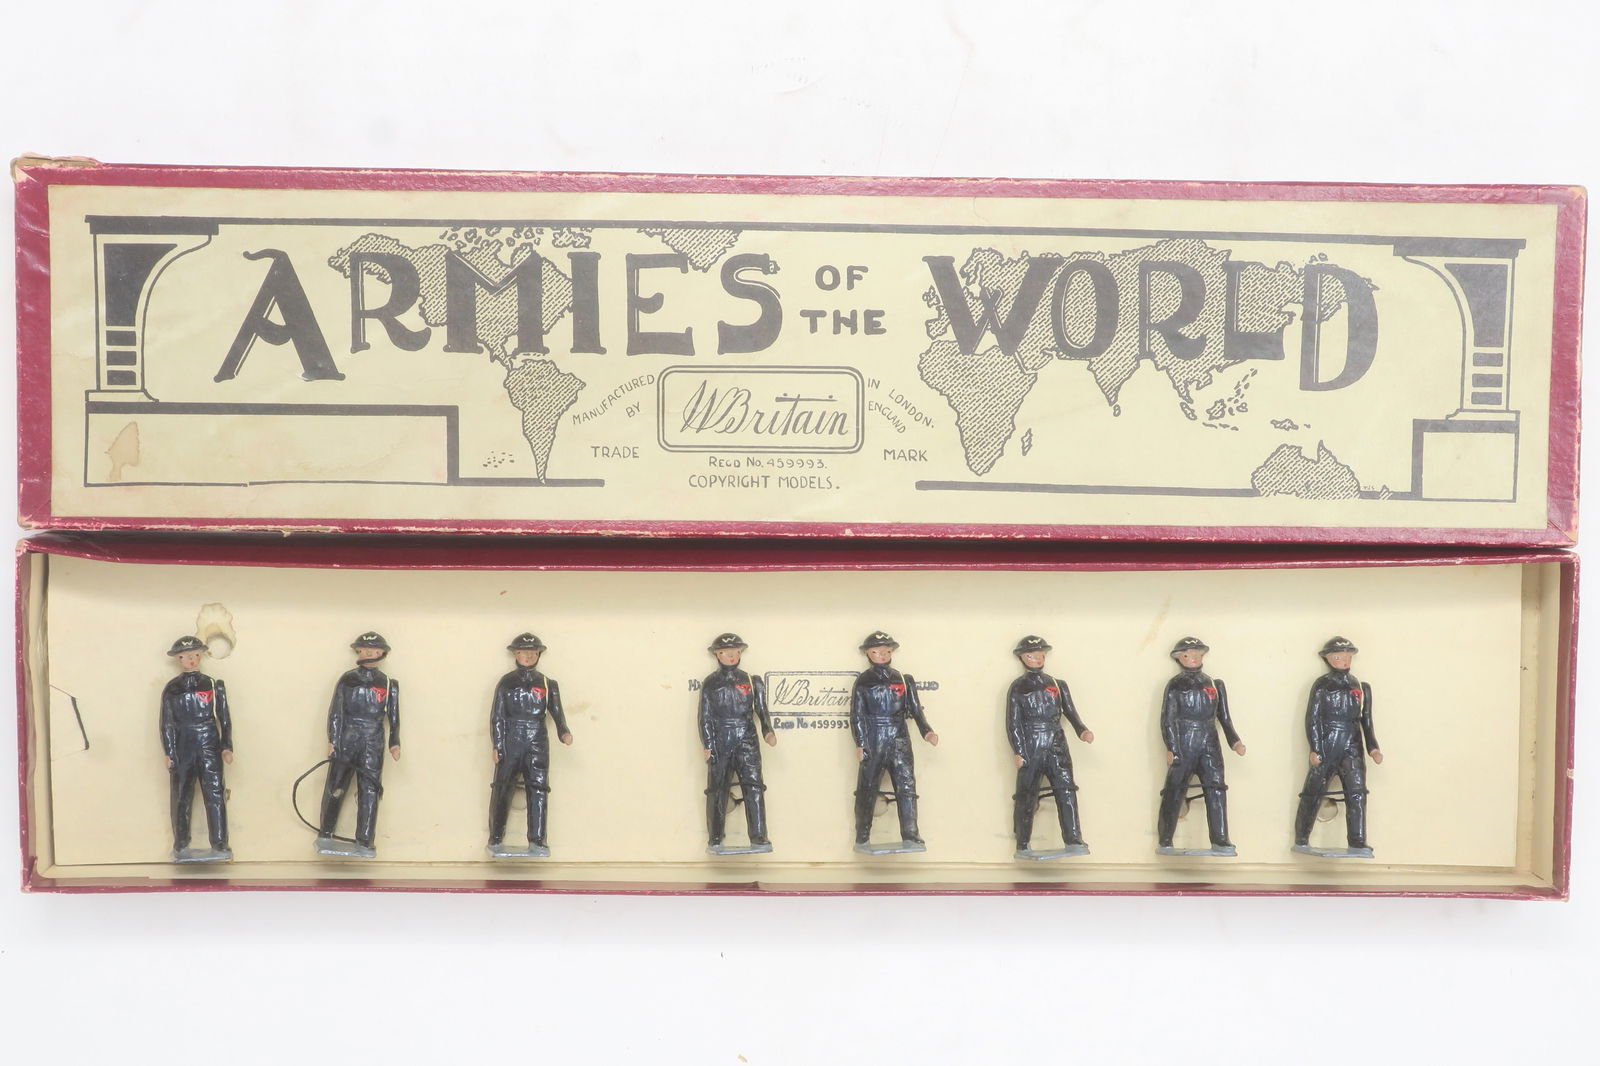 ARMIES OF THE WORLD
MANUFACTURED BY
W Britain
IN LONDON. ENGLAND
TRADE MARK
REGD NO. 459993.
COPYRIGHT MODELS.
W Britain
REGD No 459993
W
W
W
W
W
W
W
W